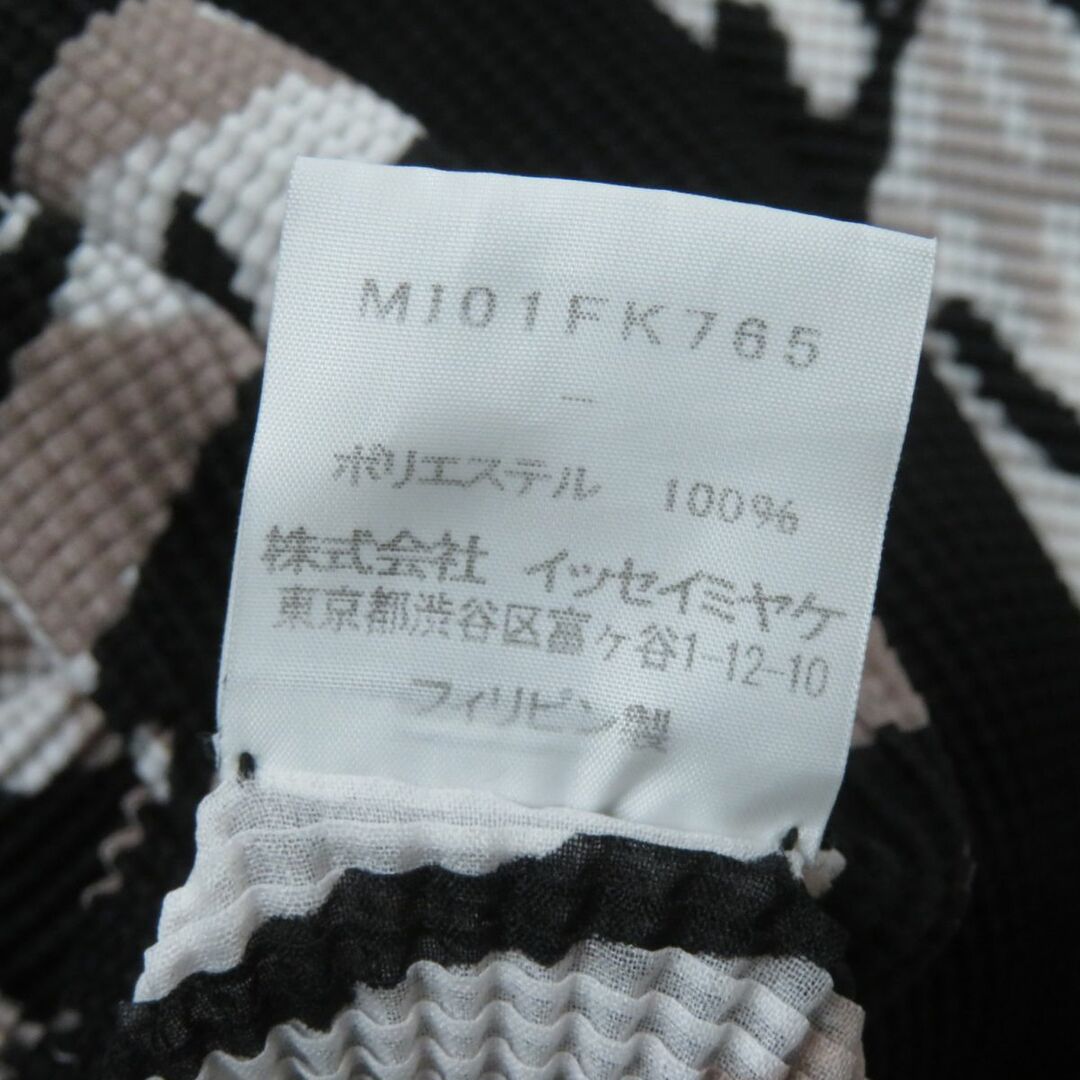 MI01FK765
–
ポリエステル 100%
株式会社 イッセイミヤケ
東京都渋谷区富ヶ谷1-12-10
フィリピン製